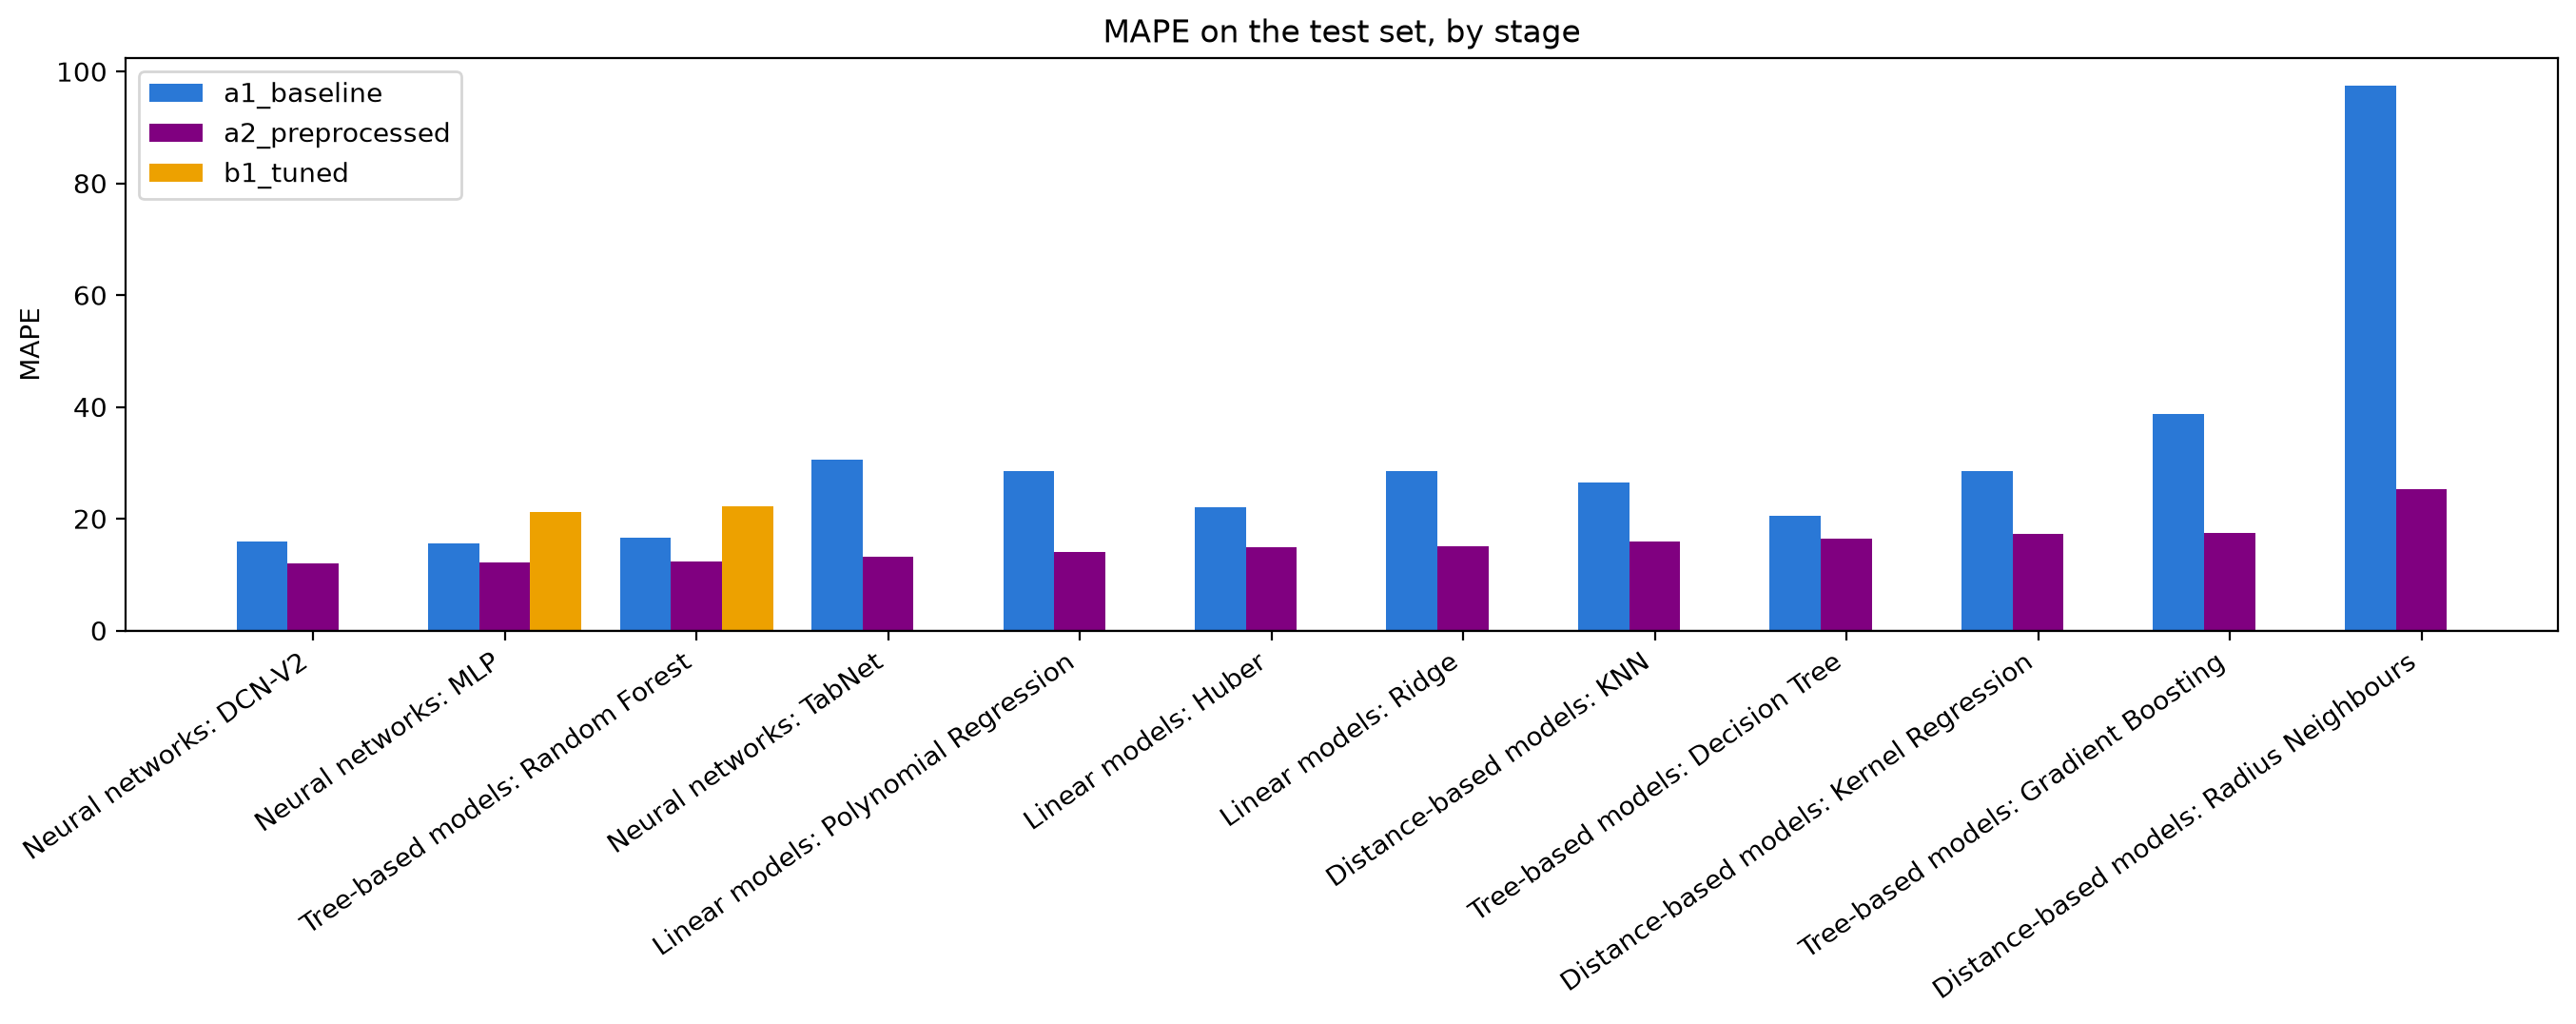 MAPE on the test set, by stage
a1_baseline
a2_preprocessed
b1_tuned
MAPE
100
80
60
40
20
0
Neural networks: DCN-V2
Neural networks: MLP
Tree-based models: Random Forest
Neural networks: TabNet
Linear models: Polynomial Regression
Linear models: Huber
Linear models: Ridge
Distance-based models: KNN
Tree-based models: Decision Tree
Distance-based models: Kernel Regression
Tree-based models: Gradient Boosting
Distance-based models: Radius Neighbours